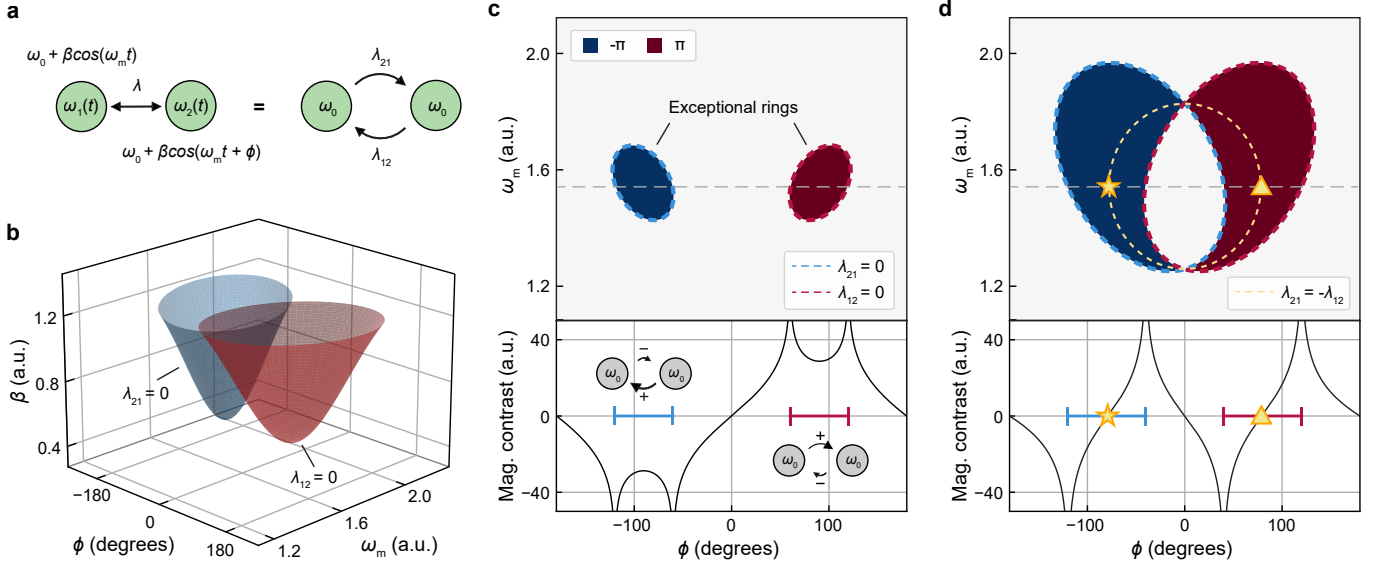 a
ω₀ + βcos(ωₘt)
ω₁(t)
λ
ω₂(t)
ω₀ + βcos(ωₘt + ϕ)
=
ω₀
λ₂₁
ω₀
λ₁₂
b
β (a.u.)
1.2
0.8
0.4
λ₂₁ = 0
λ₁₂ = 0
−180
0
180
ϕ (degrees)
1.2
1.6
2.0
ωₘ (a.u.)
c
-π π
Exceptional rings
ωₘ (a.u.)
2.0
1.6
1.2
λ₂₁ = 0
λ₁₂ = 0
Mag. contrast (a.u.)
40
0
−40
ω₀ − ω₀
+
+
ω₀ ω₀
−
−100 0 100
ϕ (degrees)
d
ωₘ (a.u.)
2.0
1.6
1.2
λ₂₁ = -λ₁₂
Mag. contrast (a.u.)
40
0
−40
−100 0 100
ϕ (degrees)